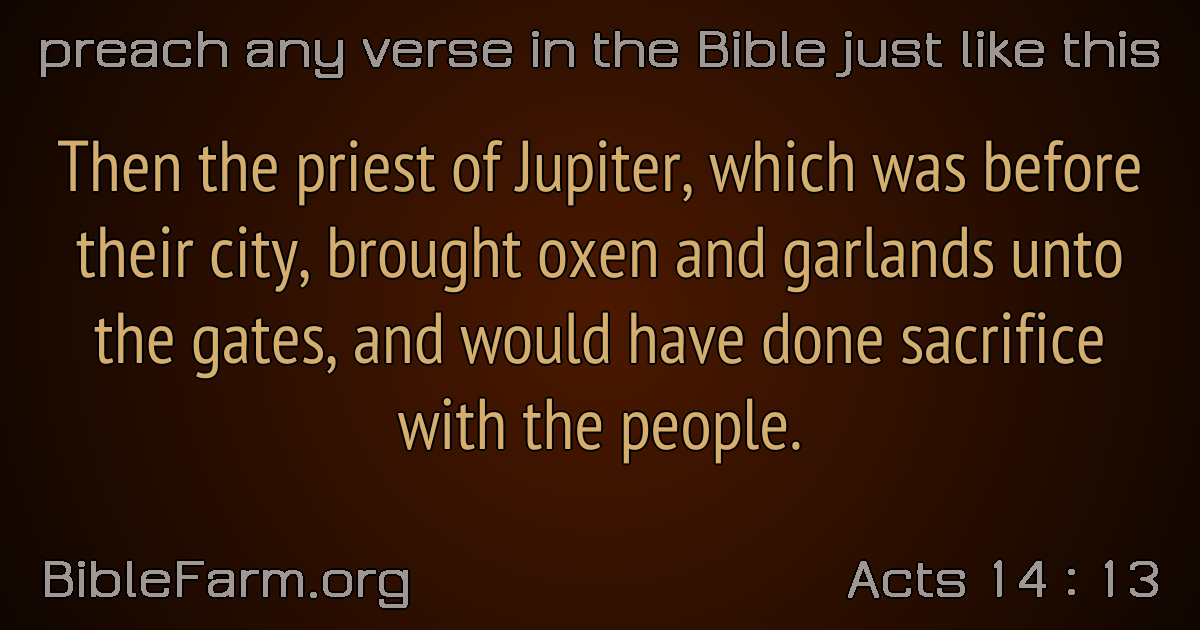 preach any verse in the Bible just like this
Then the priest of Jupiter, which was before
their city, brought oxen and garlands unto
the gates, and would have done sacrifice
with the people.
BibleFarm.org
Acts 14 : 13